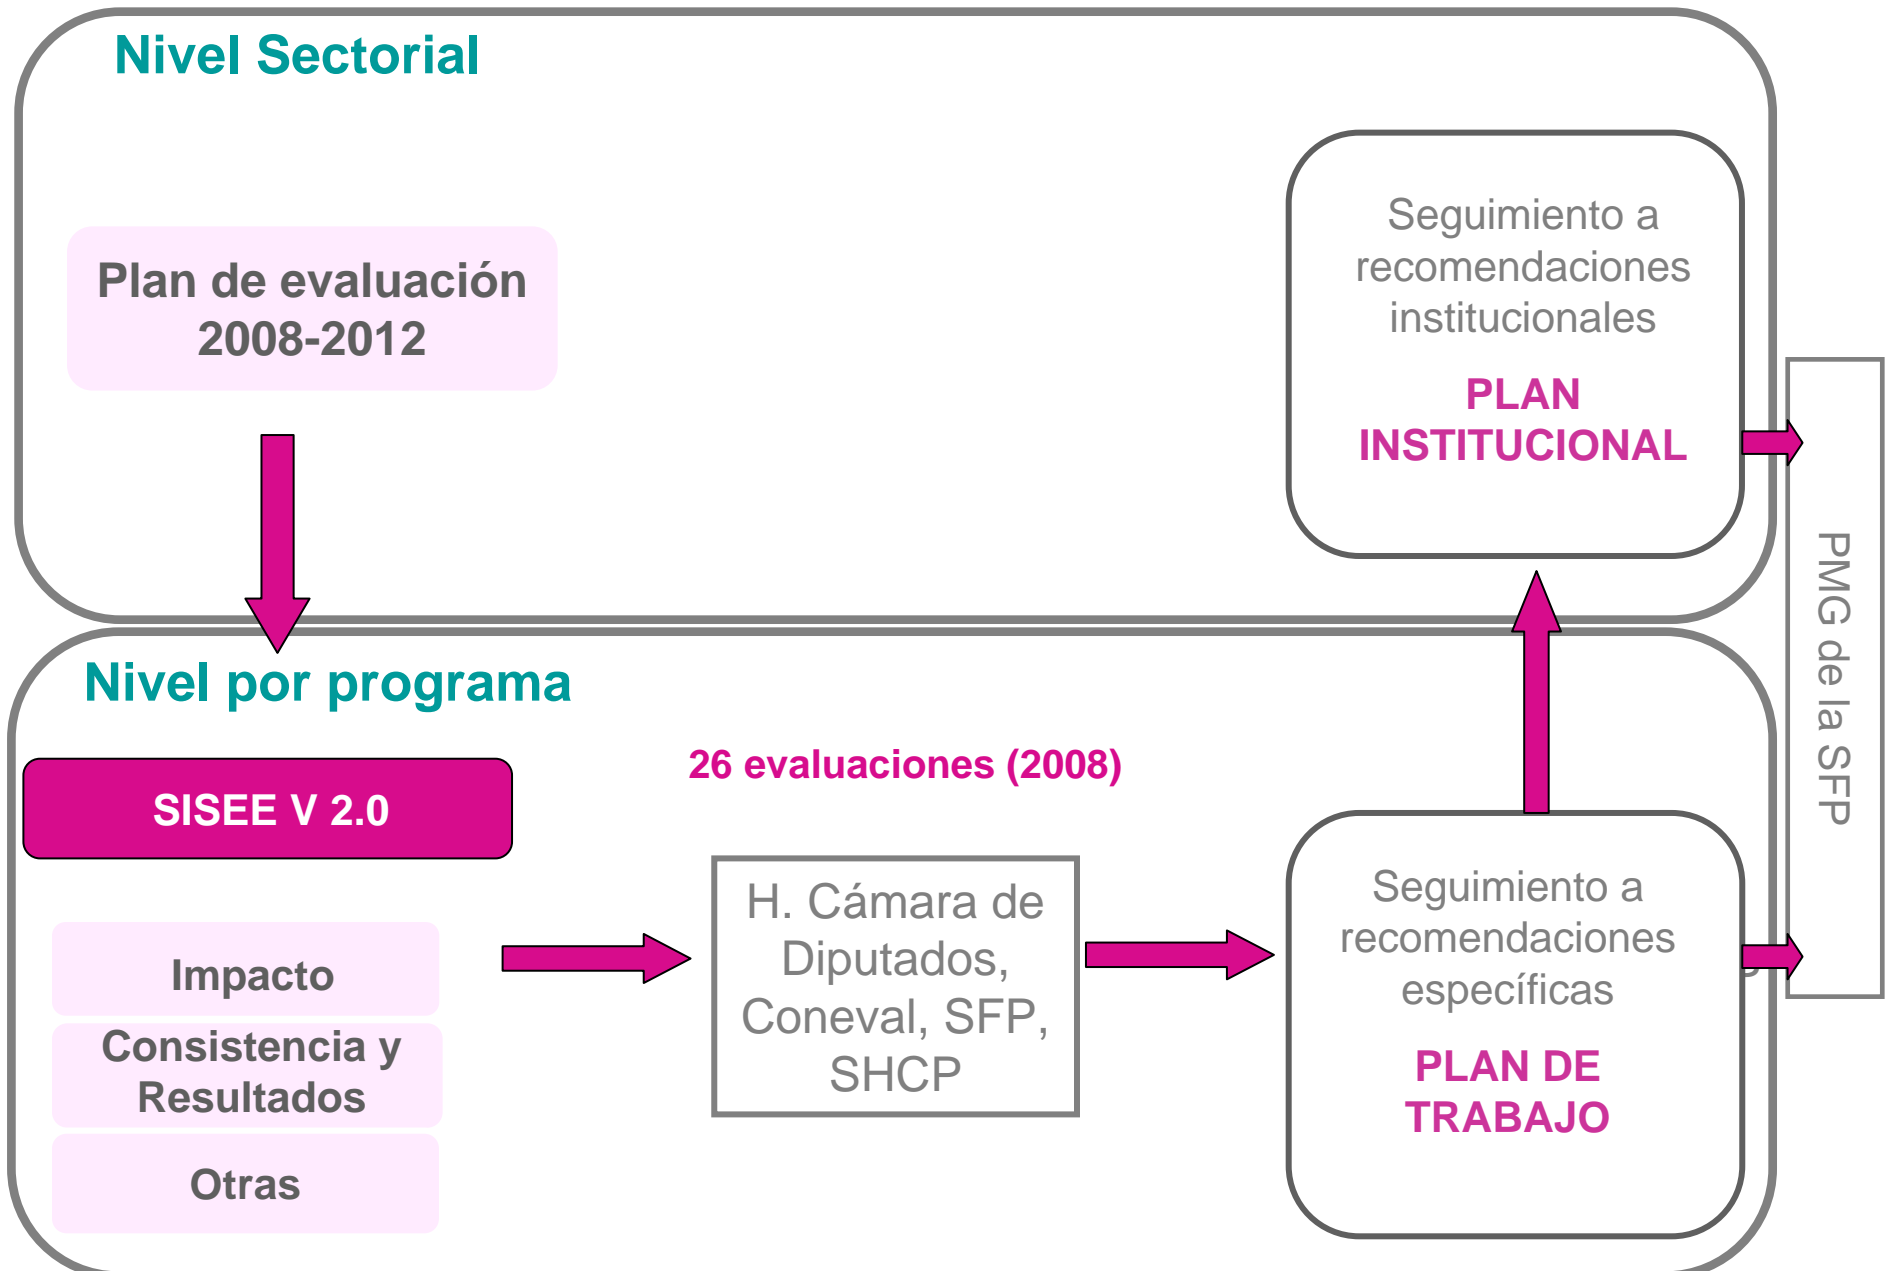 Nivel Sectorial
Plan de evaluación
2008-2012
Seguimiento a
recomendaciones
institucionales
PLAN
INSTITUCIONAL
PMG de la SFP
Nivel por programa
SISEE V 2.0
26 evaluaciones (2008)
Impacto
Consistencia y
Resultados
Otras
H. Cámara de
Diputados,
Coneval, SFP,
SHCP
Seguimiento a
recomendaciones
específicas
PLAN DE
TRABAJO